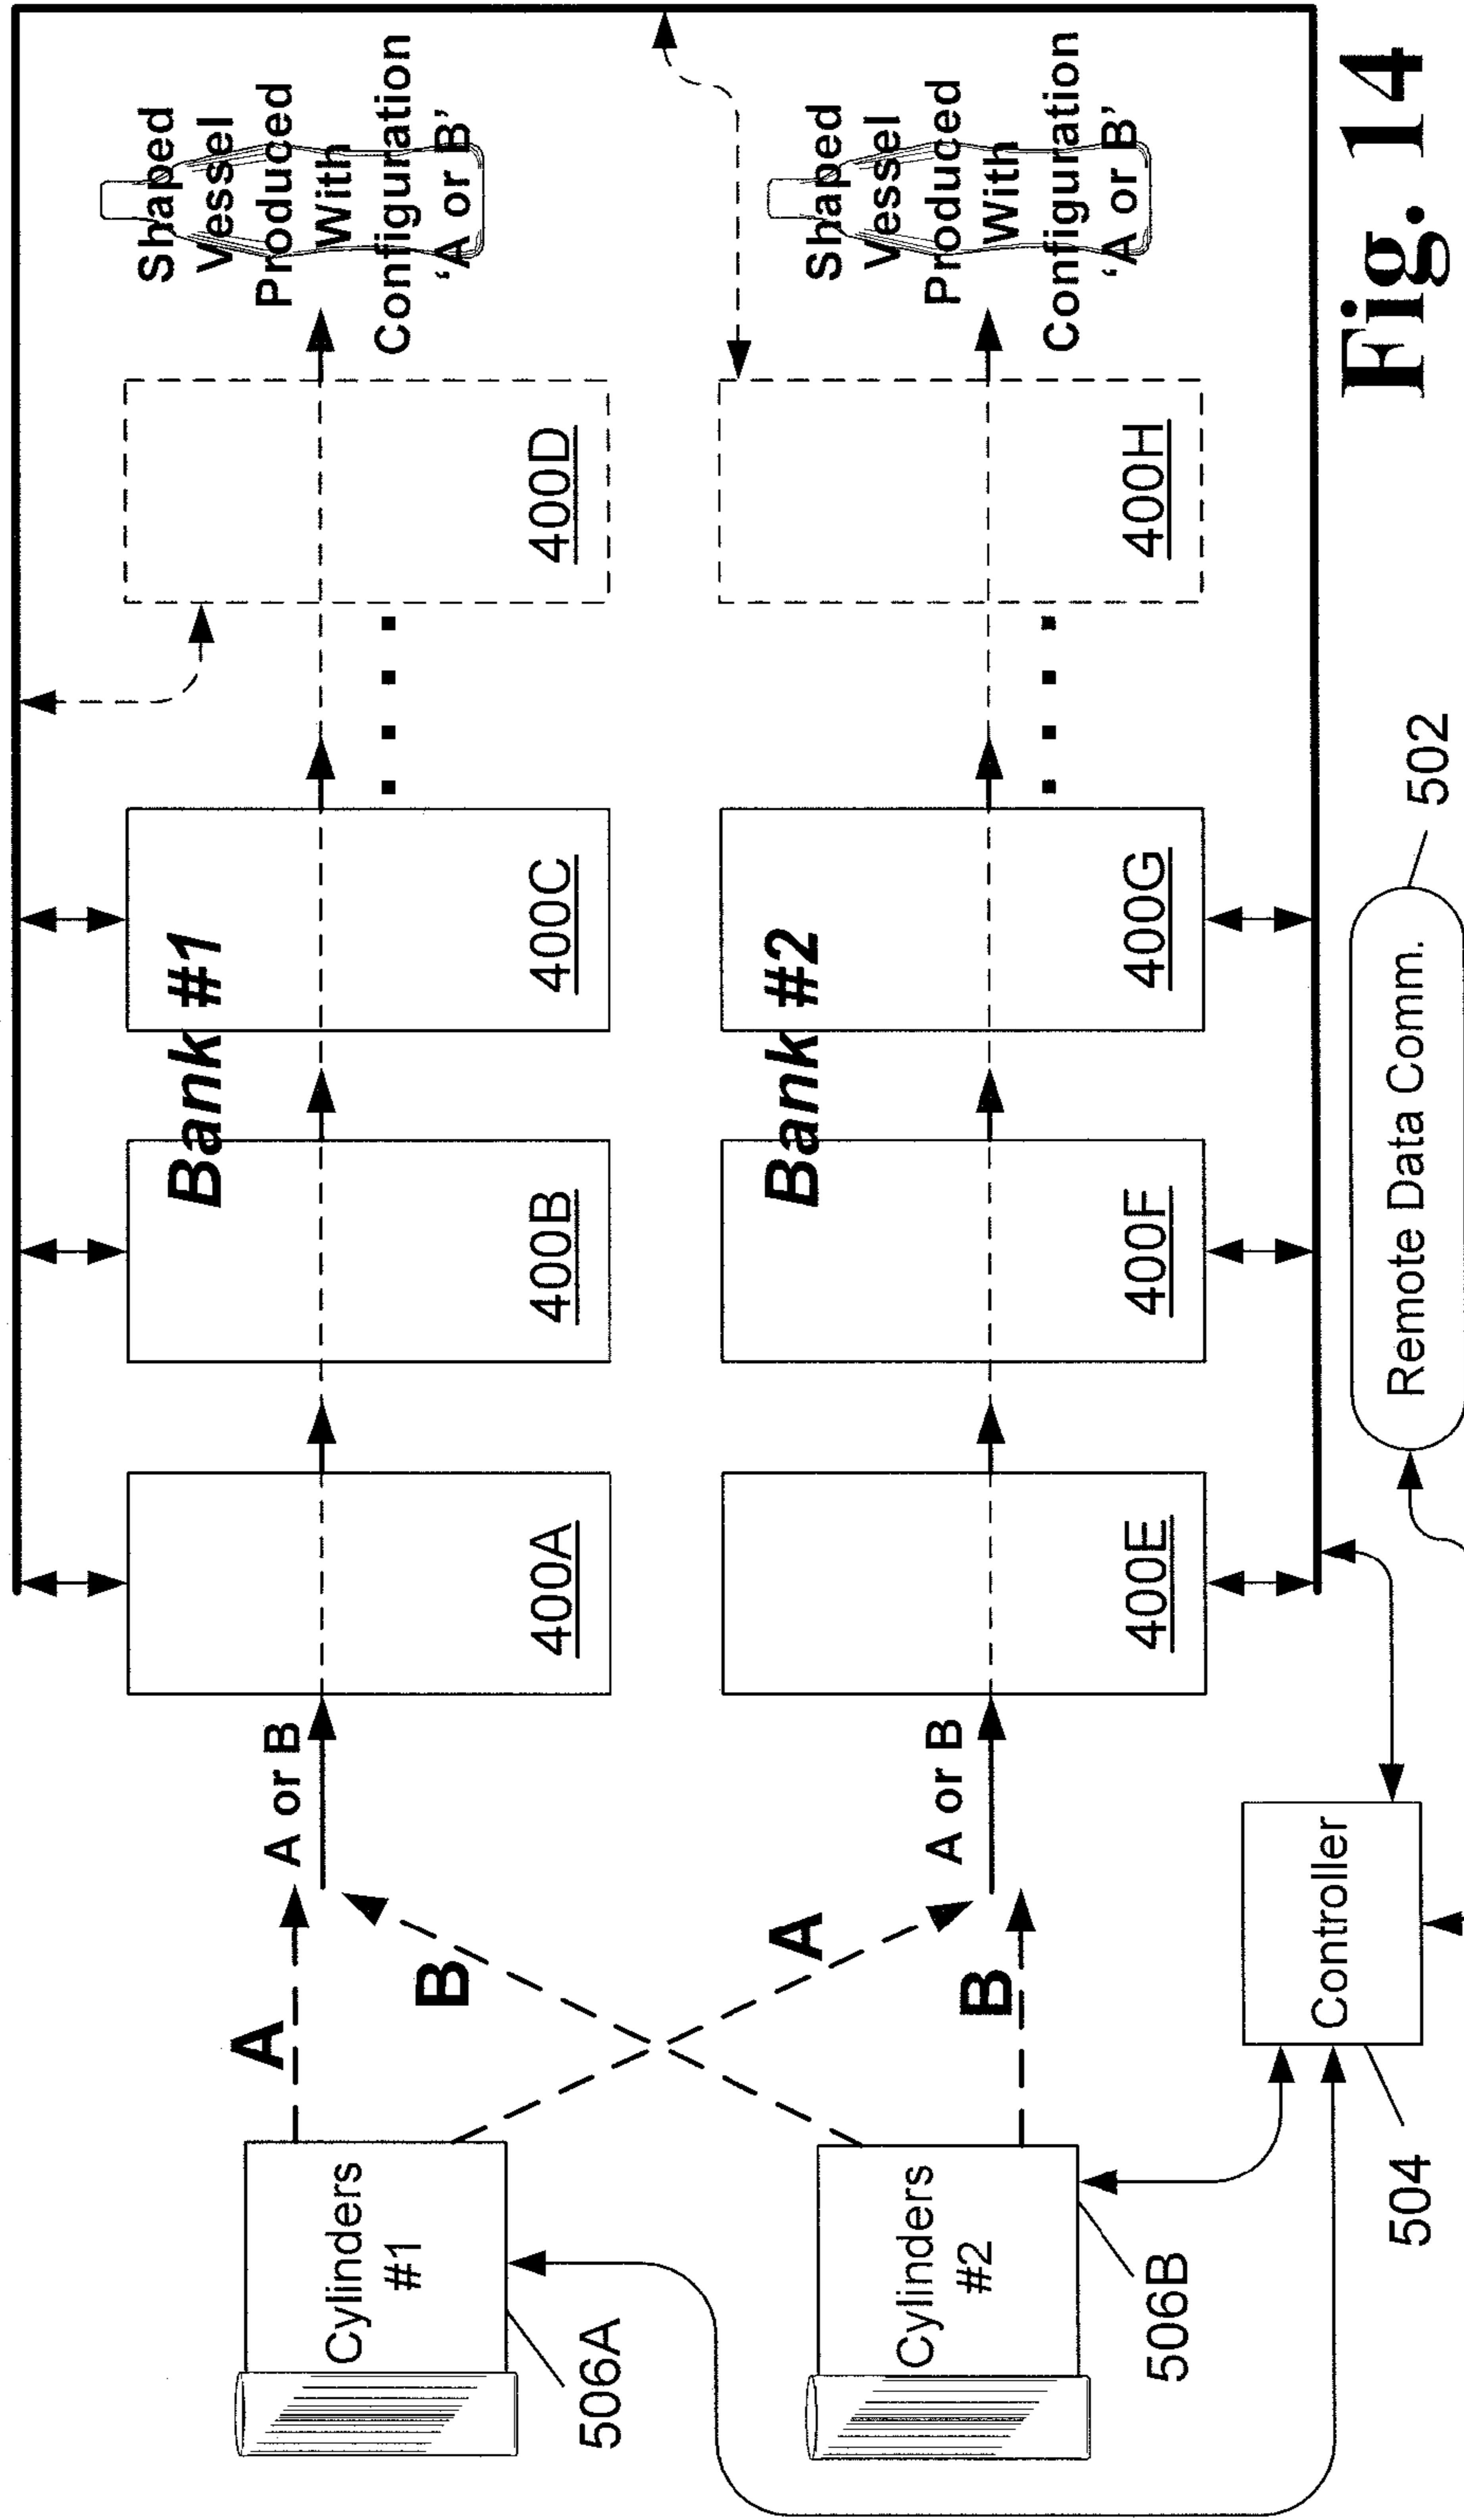 Cylinders
#1
506A
A
B
A or B
400A
400B
400C
400D
Bank #1
Shaped
Vessel
Produced
With
Configuration
‘A or B’
Cylinders
#2
506B
A
B
A or B
400E
400F
400G
400H
Bank #2
Shaped
Vessel
Produced
With
Configuration
‘A or B’
Controller
504
Remote Data Comm.
502
Fig. 14